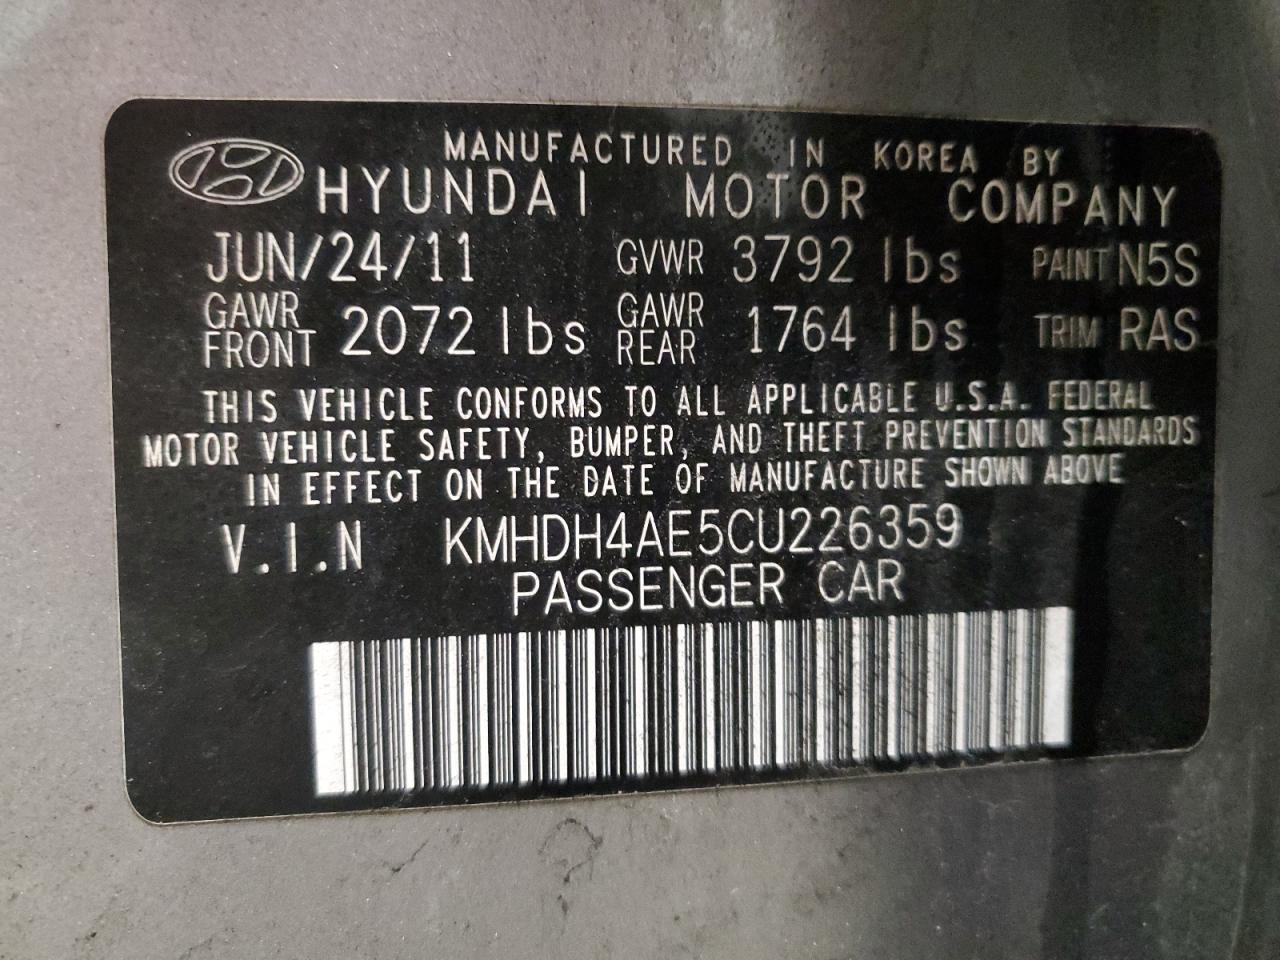 MANUFACTURED IN KOREA BY
HYUNDAI MOTOR COMPANY
JUN/24/11 GVWR 3792 lbs PAINT N5S
GAWR FRONT 2072 lbs GAWR REAR 1764 lbs TRIM RAS
THIS VEHICLE CONFORMS TO ALL APPLICABLE U.S.A. FEDERAL
MOTOR VEHICLE SAFETY, BUMPER, AND THEFT PREVENTION STANDARDS
IN EFFECT ON THE DATE OF MANUFACTURE SHOWN ABOVE
V.I.N KMHDH4AE5CU226359
PASSENGER CAR